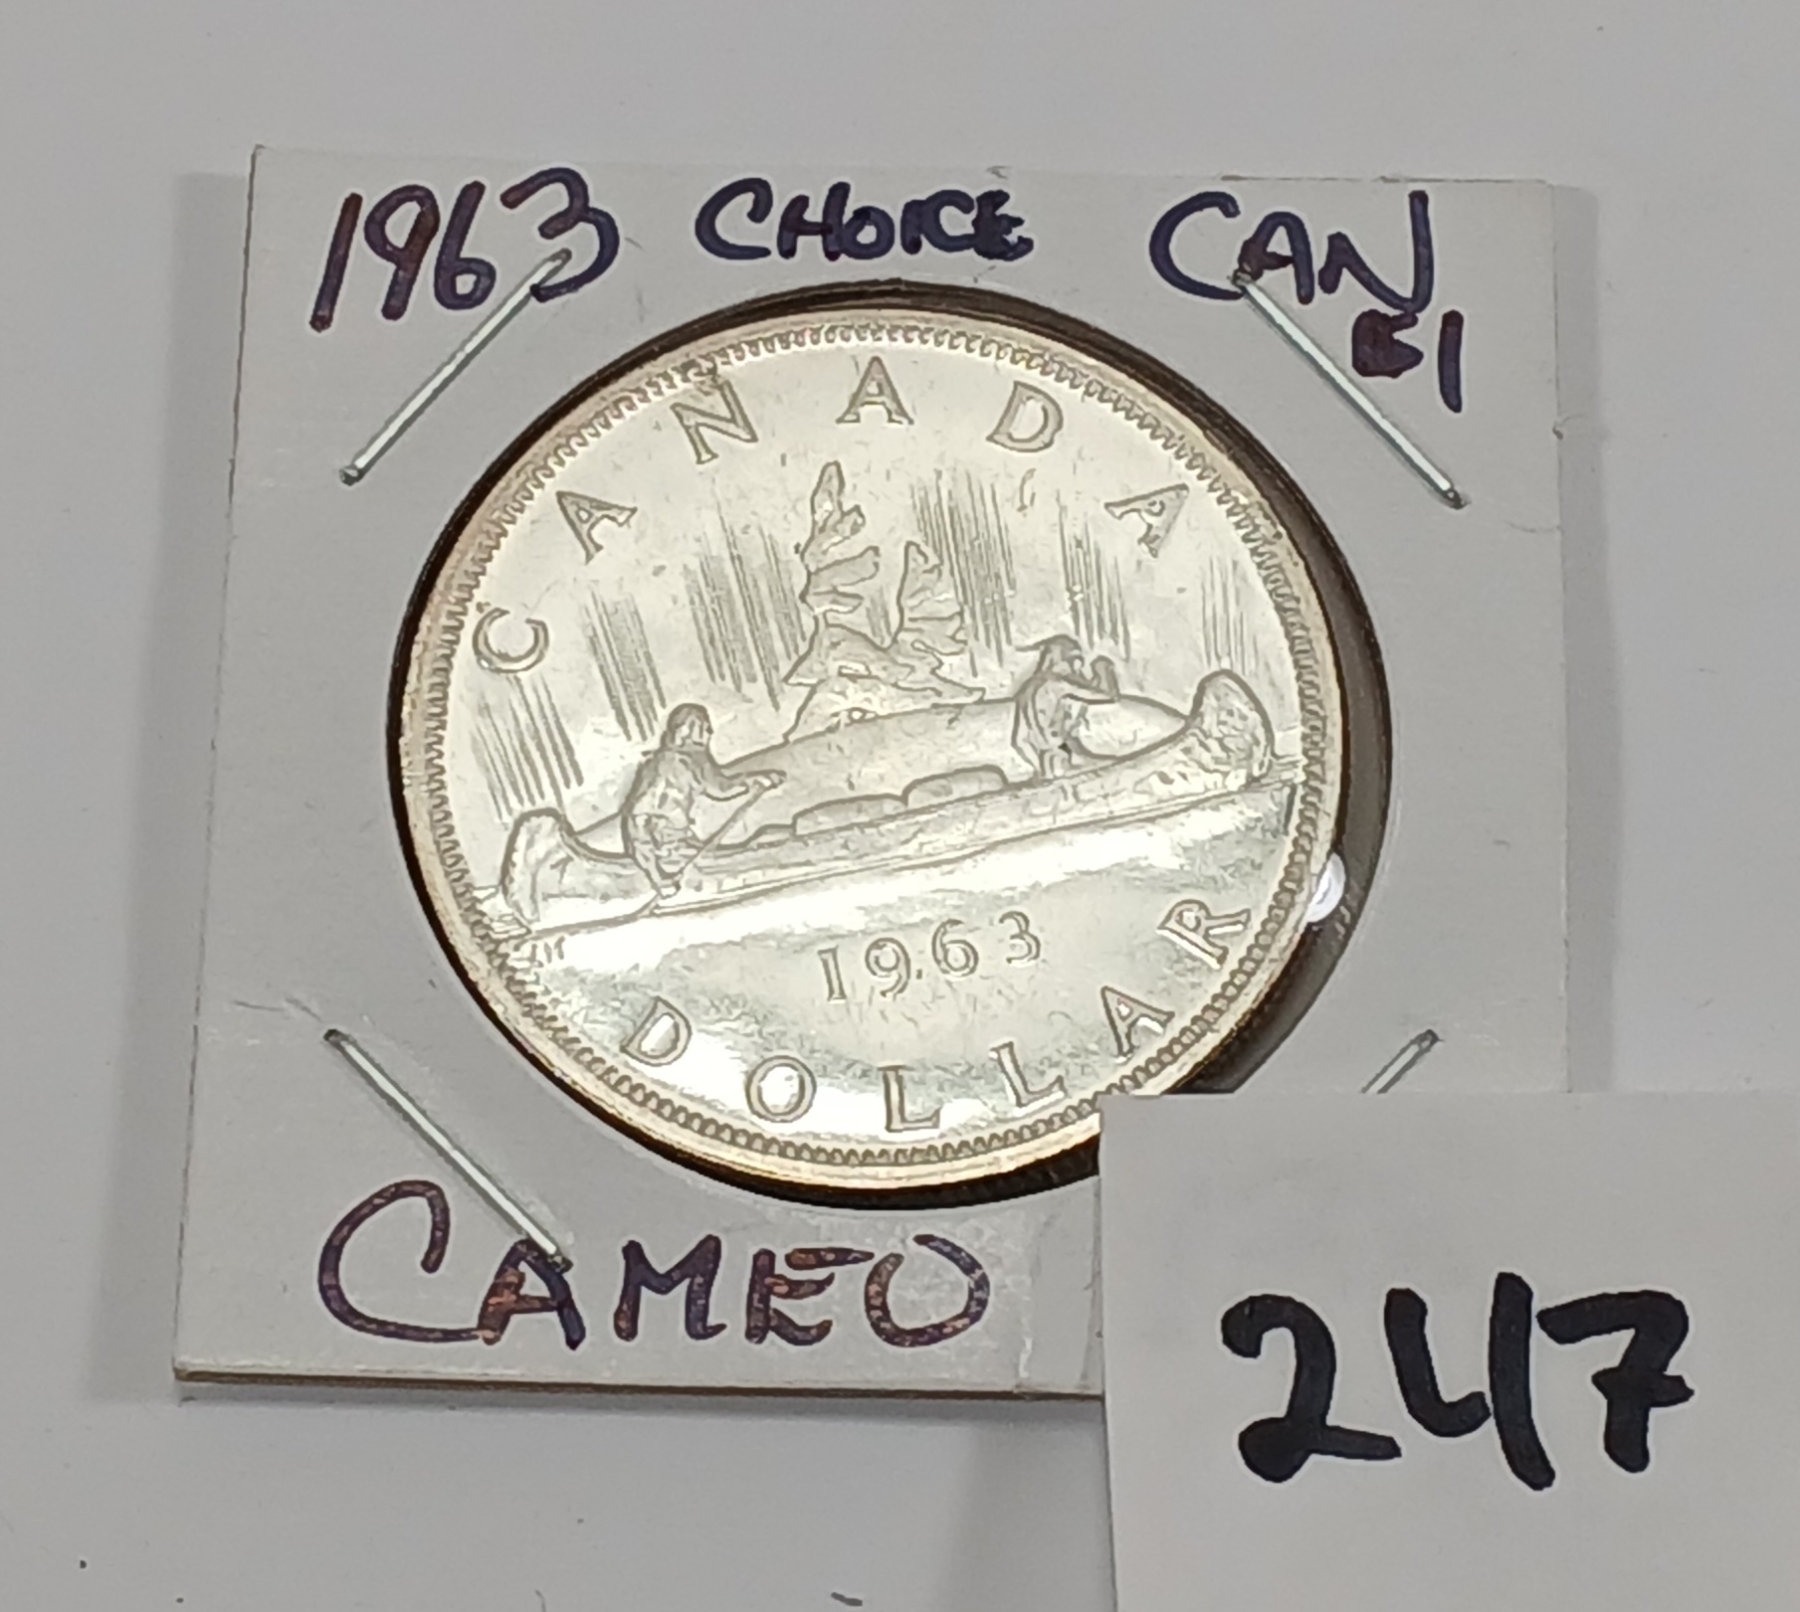 1963 CHOICE CAN
$1
CANADA
1963
DOLLAR
CAMEO
247